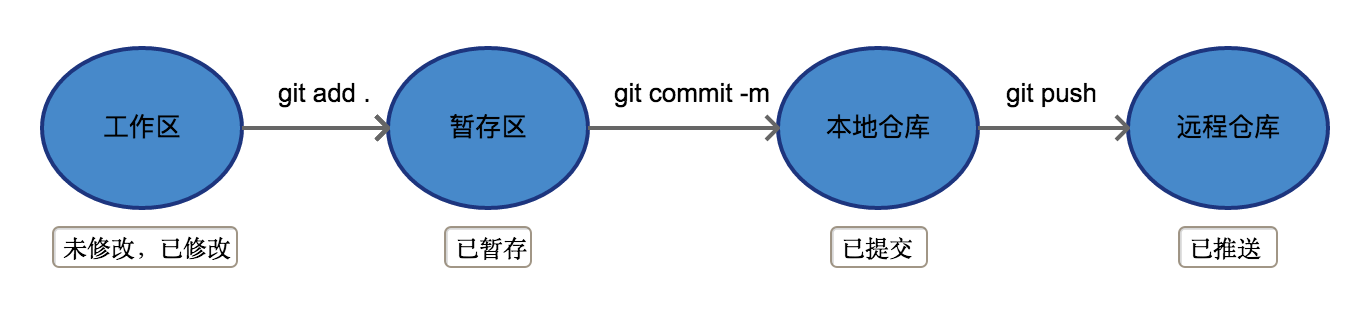 git add .
git commit -m
git push
工作区
暂存区
本地仓库
远程仓库
未修改，已修改
已暂存
已提交
已推送